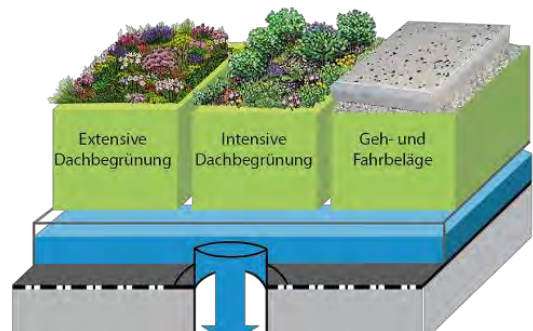 Extensive
Dachbegrünung
Intensive
Dachbegrünung
Geh- und
Fahrbeläge